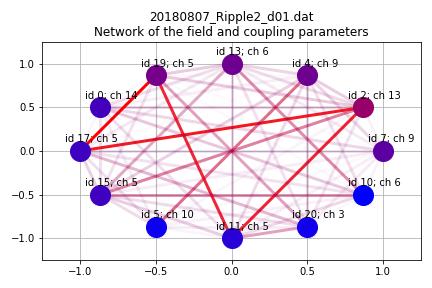 20180807_Ripple2_d01.dat
Network of the field and coupling parameters
id 13; ch 6
id 19; ch 5
id 4; ch 9
id 0; ch 14
id 2; ch 13
id 17; ch 5
id 7; ch 9
id 15; ch 5
id 10; ch 6
id 5; ch 10
id 11; ch 5
id 20; ch 3
1.0
0.5
0.0
−0.5
−1.0
−1.0 −0.5 0.0 0.5 1.0